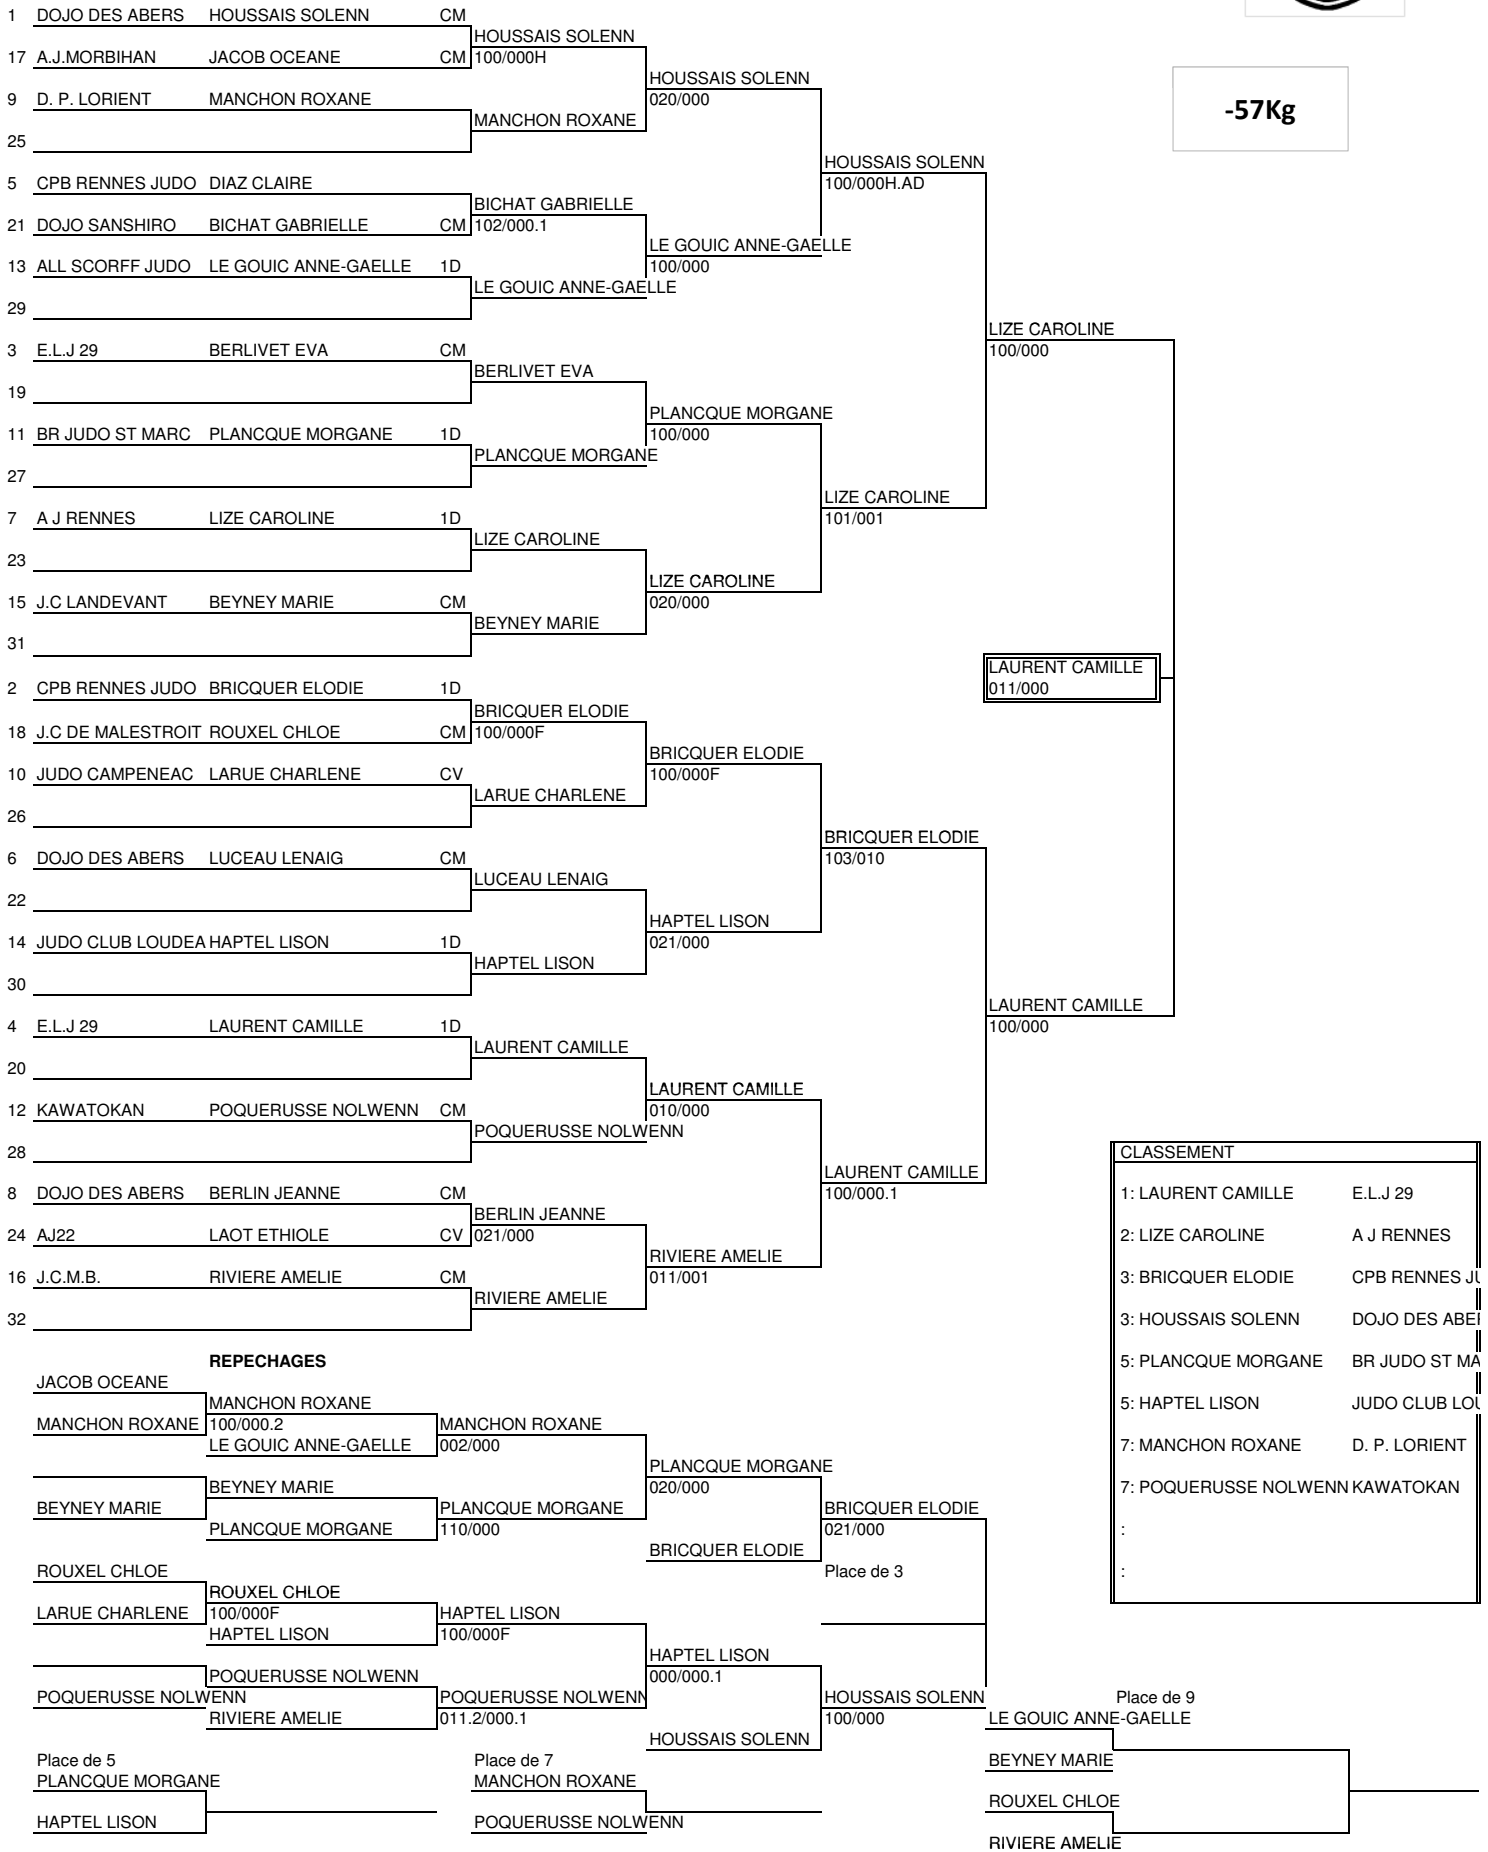 1 DOJO DES ABERS HOUSSAIS SOLENN CM
HOUSSAIS SOLENN
17 A.J.MORBIHAN JACOB OCEANE CM 100/000H
HOUSSAIS SOLENN
9 D. P. LORIENT MANCHON ROXANE 020/000
MANCHON ROXANE
-57Kg
25
HOUSSAIS SOLENN
5 CPB RENNES JUDO DIAZ CLAIRE 100/000H.AD
BICHAT GABRIELLE
21 DOJO SANSHIRO BICHAT GABRIELLE CM 102/000.1
LE GOUIC ANNE-GAELLE
13 ALL SCORFF JUDO LE GOUIC ANNE-GAELLE 1D 100/000
LE GOUIC ANNE-GAELLE
29
LIZE CAROLINE
3 E.L.J 29 BERLIVET EVA CM 100/000
BERLIVET EVA
19
PLANCQUE MORGANE
11 BR JUDO ST MARC PLANCQUE MORGANE 1D 100/000
PLANCQUE MORGANE
27
LIZE CAROLINE
7 A J RENNES LIZE CAROLINE 1D 101/001
LIZE CAROLINE
23
LIZE CAROLINE
15 J.C LANDEVANT BEYNEY MARIE CM 020/000
BEYNEY MARIE
31
LAURENT CAMILLE
2 CPB RENNES JUDO BRICQUER ELODIE 1D 011/000
BRICQUER ELODIE
18 J.C DE MALESTROIT ROUXEL CHLOE CM 100/000F
BRICQUER ELODIE
10 JUDO CAMPENEAC LARUE CHARLENE CV 100/000F
LARUE CHARLENE
26
BRICQUER ELODIE
6 DOJO DES ABERS LUCEAU LENAIG CM 103/010
LUCEAU LENAIG
22
HAPTEL LISON
14 JUDO CLUB LOUDEA HAPTEL LISON 1D 021/000
HAPTEL LISON
30
LAURENT CAMILLE
4 E.L.J 29 LAURENT CAMILLE 1D 100/000
LAURENT CAMILLE
20
LAURENT CAMILLE
12 KAWATOKAN POQUERUSSE NOLWENN CM 010/000
POQUERUSSE NOLWENN
28
LAURENT CAMILLE
8 DOJO DES ABERS BERLIN JEANNE CM 100/000.1
BERLIN JEANNE
24 AJ22 LAOT ETHIOLE CV 021/000
RIVIERE AMELIE
16 J.C.M.B. RIVIERE AMELIE CM 011/001
RIVIERE AMELIE
32
CLASSEMENT
1: LAURENT CAMILLE E.L.J 29
2: LIZE CAROLINE A J RENNES
3: BRICQUER ELODIE CPB RENNES JU
3: HOUSSAIS SOLENN DOJO DES ABER
5: PLANCQUE MORGANE BR JUDO ST MA
5: HAPTEL LISON JUDO CLUB LOU
7: MANCHON ROXANE D. P. LORIENT
7: POQUERUSSE NOLWENN KAWATOKAN
:
:
REPECHAGES
JACOB OCEANE
MANCHON ROXANE
MANCHON ROXANE 100/000.2 MANCHON ROXANE
LE GOUIC ANNE-GAELLE 002/000
PLANCQUE MORGANE
BEYNEY MARIE 020/000
BEYNEY MARIE PLANCQUE MORGANE BRICQUER ELODIE
PLANCQUE MORGANE 110/000 021/000
BRICQUER ELODIE
ROUXEL CHLOE Place de 3
ROUXEL CHLOE
LARUE CHARLENE 100/000F HAPTEL LISON
HAPTEL LISON 100/000F
HAPTEL LISON
POQUERUSSE NOLWENN 000/000.1
POQUERUSSE NOLWENN POQUERUSSE NOLWENN HOUSSAIS SOLENN Place de 9
RIVIERE AMELIE 011.2/000.1 100/000 LE GOUIC ANNE-GAELLE
HOUSSAIS SOLENN
Place de 5 Place de 7 BEYNEY MARIE
PLANCQUE MORGANE MANCHON ROXANE
ROUXEL CHLOE
HAPTEL LISON POQUERUSSE NOLWENN
RIVIERE AMELIE